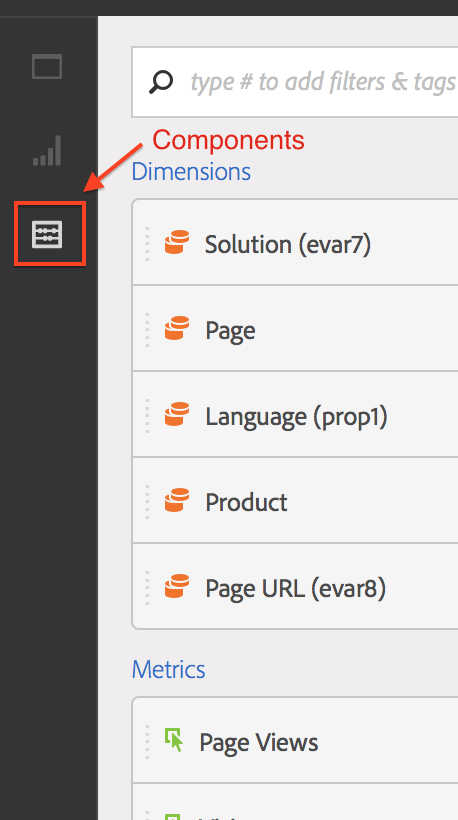 type # to add filters & tags
Components
Dimensions
Solution (evar7)
Page
Language (prop1)
Product
Page URL (evar8)
Metrics
Page Views